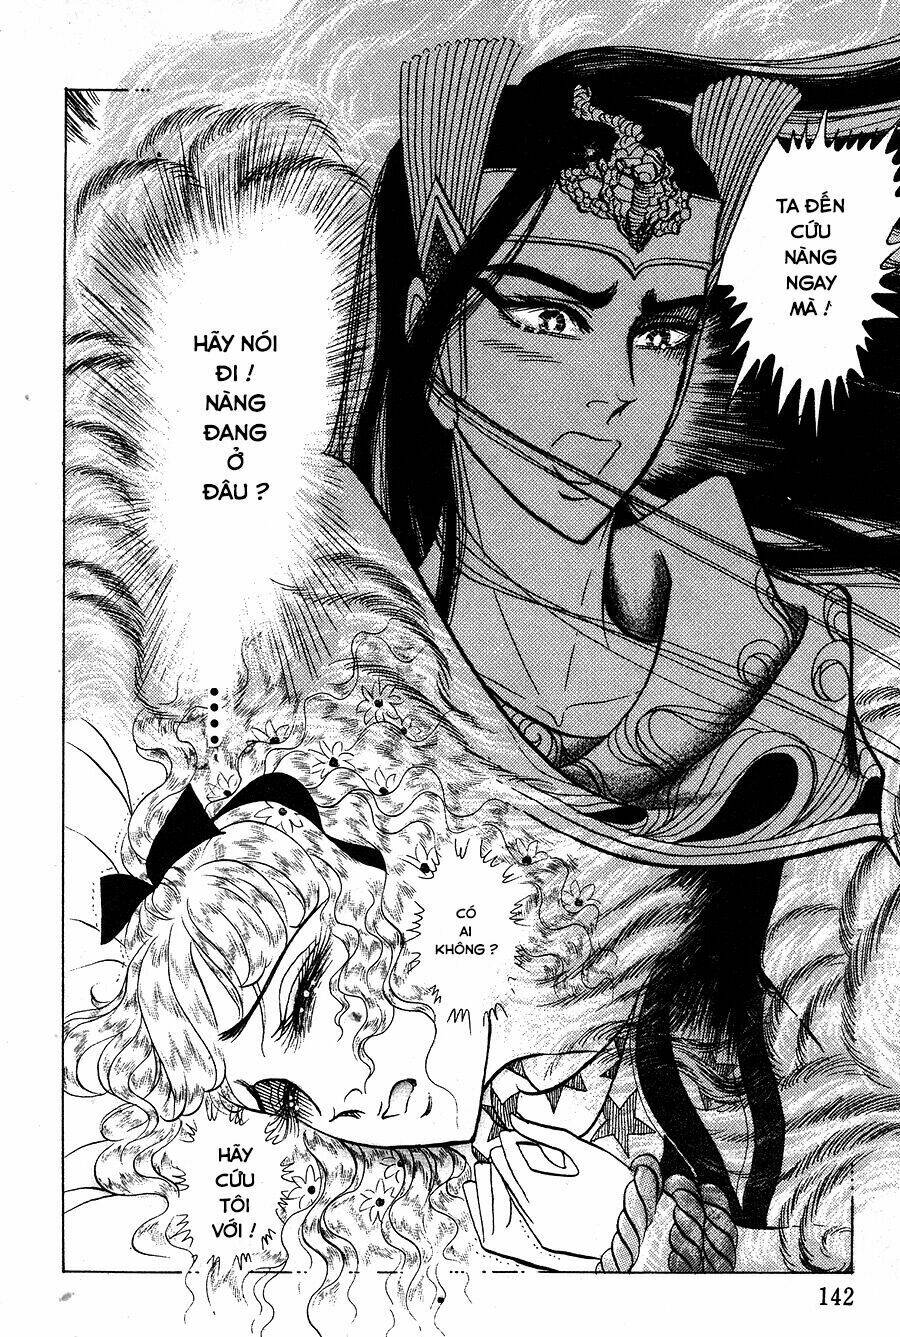 TA ĐẾN
CỨU
NÀNG
NGAY
MÀ !
HÃY NÓI
ĐI !
NÀNG
ĐANG
Ở
ĐÂU ?
CÓ
AI
KHÔNG ?
HÃY
CỨU
TÔI
VỚI !
142